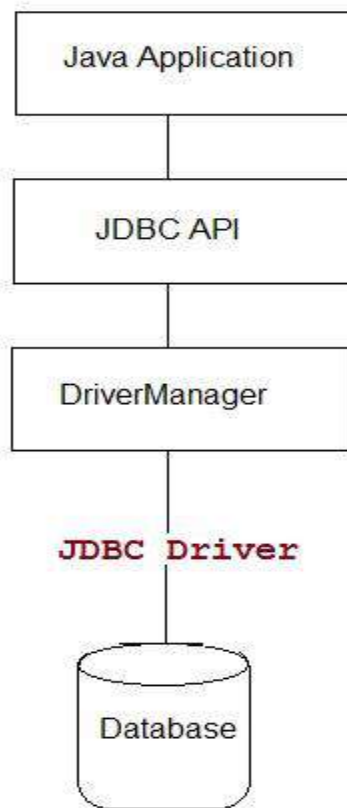 Java Application
JDBC API
DriverManager
JDBC Driver
Database